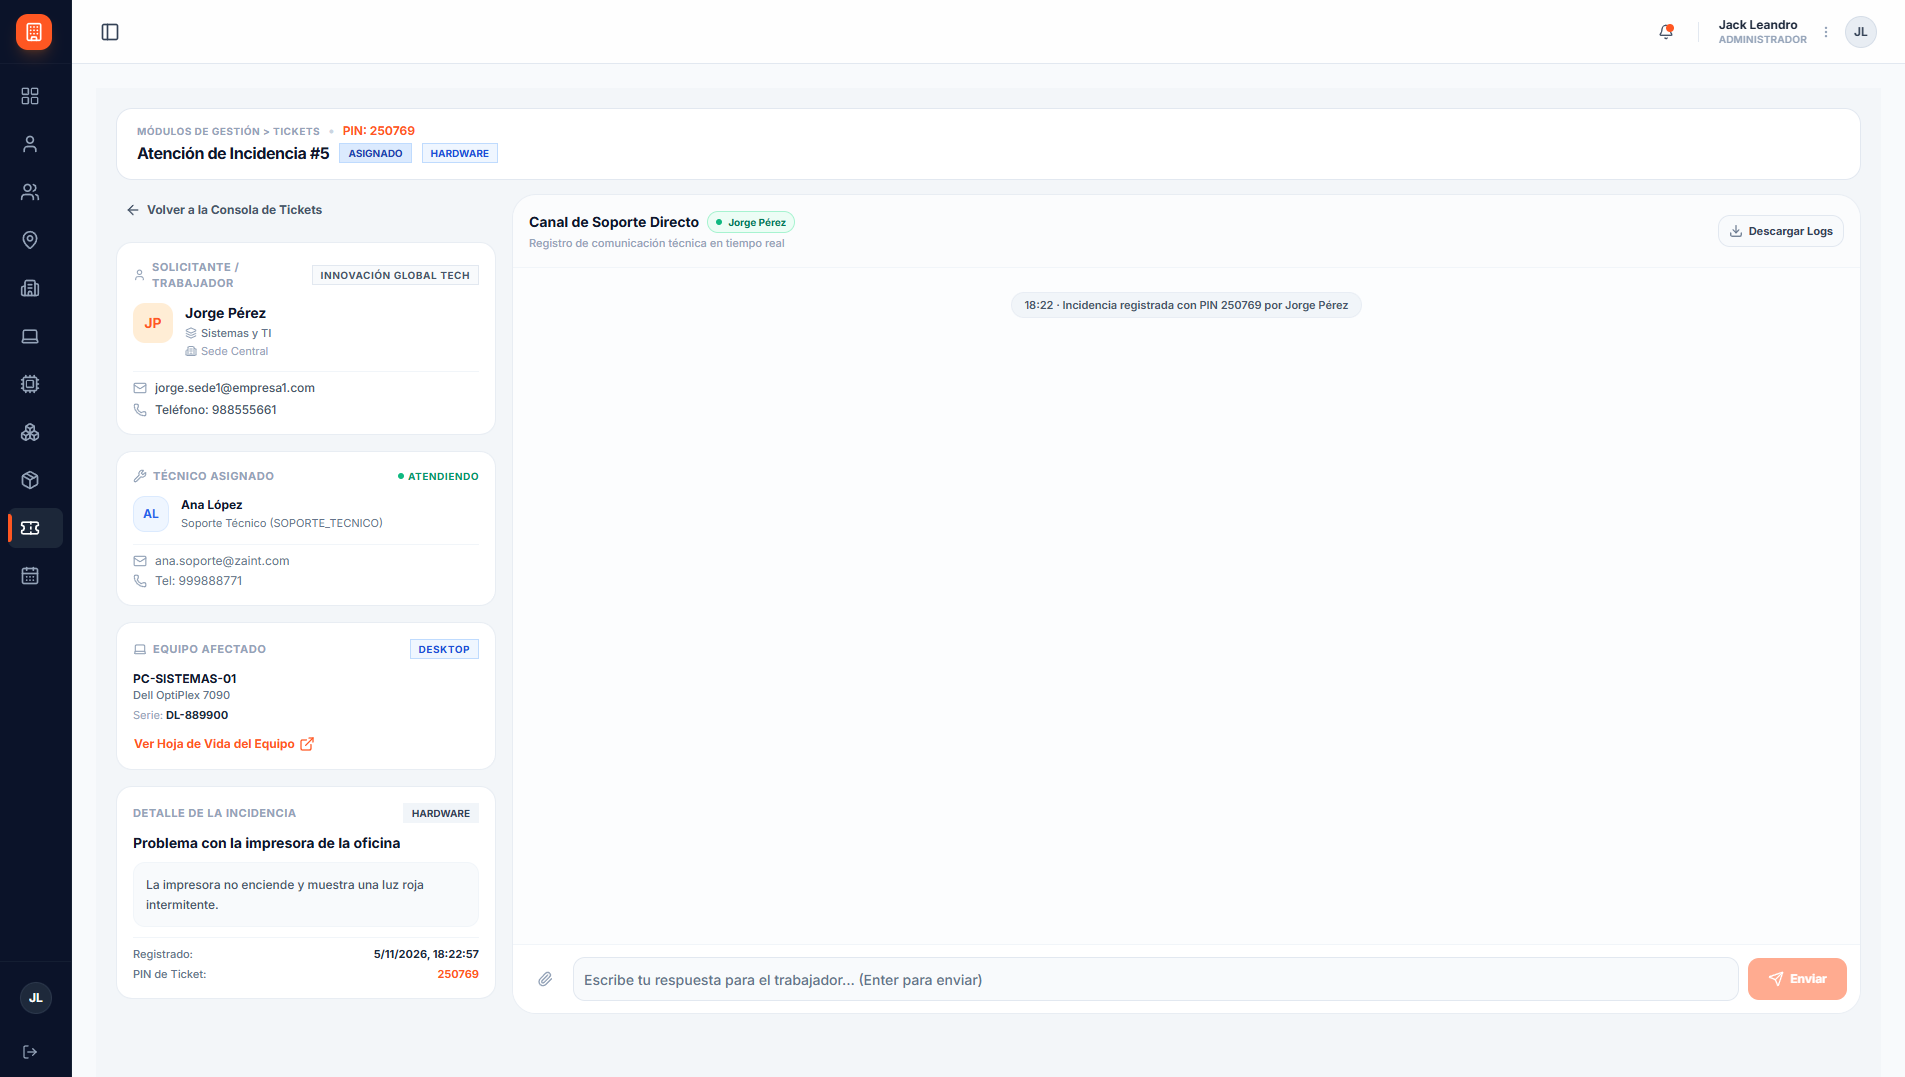 Jack Leandro
ADMINISTRADOR
JL
MÓDULOS DE GESTIÓN > TICKETS • PIN: 250769
Atención de Incidencia #5 ASIGNADO HARDWARE
Volver a la Consola de Tickets
SOLICITANTE / TRABAJADOR
INNOVACIÓN GLOBAL TECH
JP
Jorge Pérez
Sistemas y TI
Sede Central
jorge.sede1@empresa1.com
Teléfono: 988555661
TÉCNICO ASIGNADO
ATENDIENDO
AL
Ana López
Soporte Técnico (SOPORTE_TECNICO)
ana.soporte@zaint.com
Tel: 999888771
EQUIPO AFECTADO
DESKTOP
PC-SISTEMAS-01
Dell OptiPlex 7090
Serie: DL-889900
Ver Hoja de Vida del Equipo
DETALLE DE LA INCIDENCIA
HARDWARE
Problema con la impresora de la oficina
La impresora no enciende y muestra una luz roja
intermitente.
Registrado: 5/11/2026, 18:22:57
PIN de Ticket: 250769
Canal de Soporte Directo
Jorge Pérez
Registro de comunicación técnica en tiempo real
Descargar Logs
18:22 · Incidencia registrada con PIN 250769 por Jorge Pérez
Escribe tu respuesta para el trabajador... (Enter para enviar)
Enviar
JL